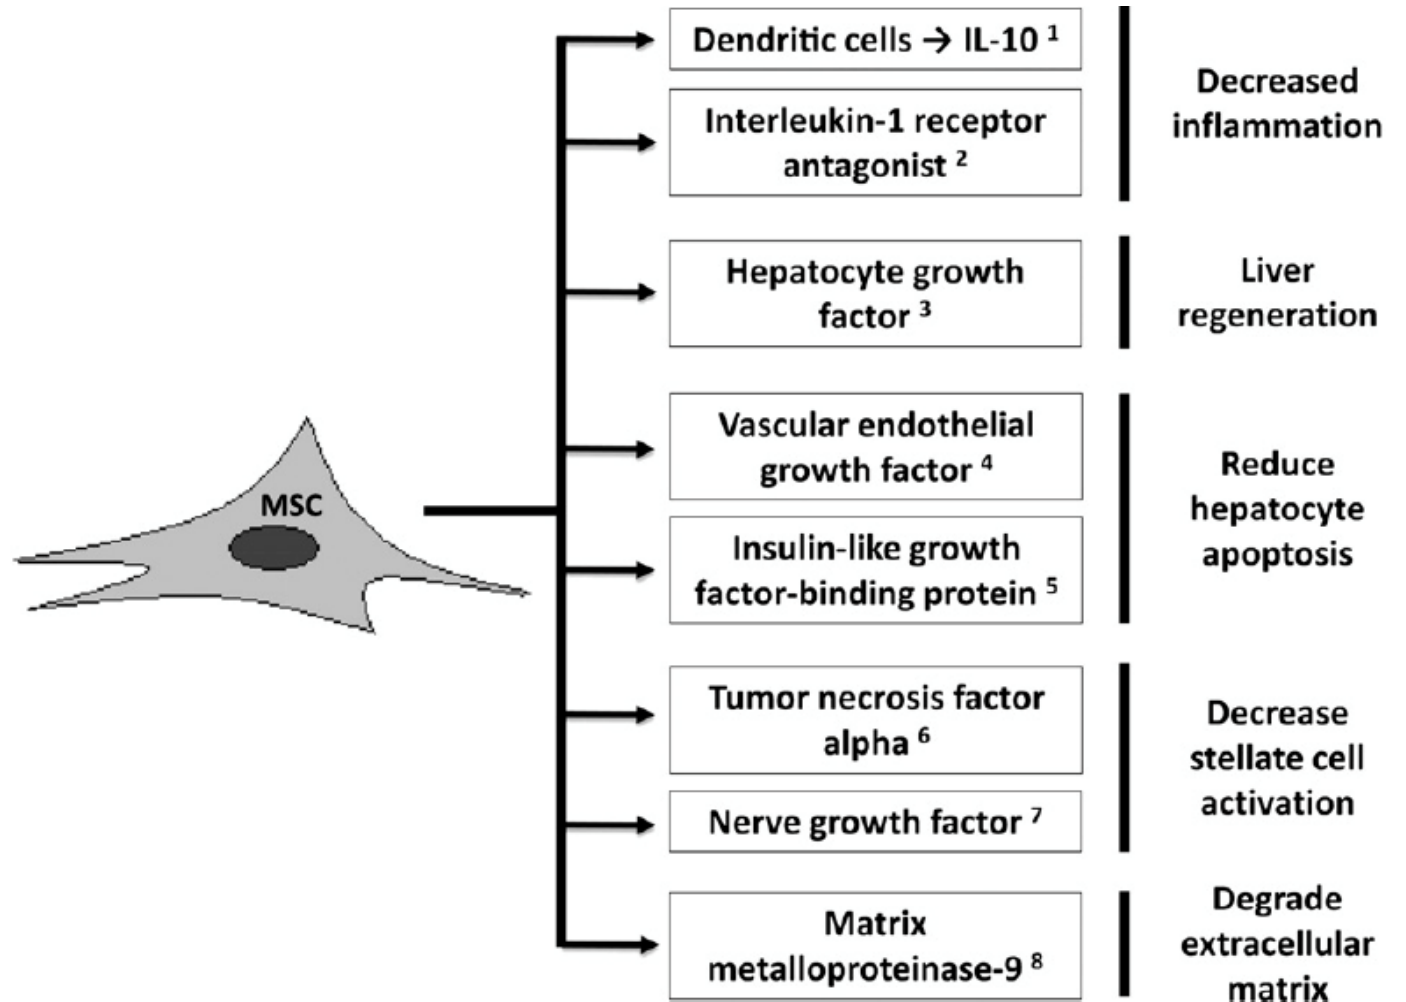 Dendritic cells → IL-10 ¹
Decreased
inflammation
Interleukin-1 receptor
antagonist ²
Hepatocyte growth
factor ³
Liver
regeneration
MSC
Vascular endothelial
growth factor ⁴
Insulin-like growth
factor-binding protein ⁵
Reduce
hepatocyte
apoptosis
Tumor necrosis factor
alpha ⁶
Nerve growth factor ⁷
Decrease
stellate cell
activation
Matrix
metalloproteinase-9 ⁸
Degrade
extracellular
matrix